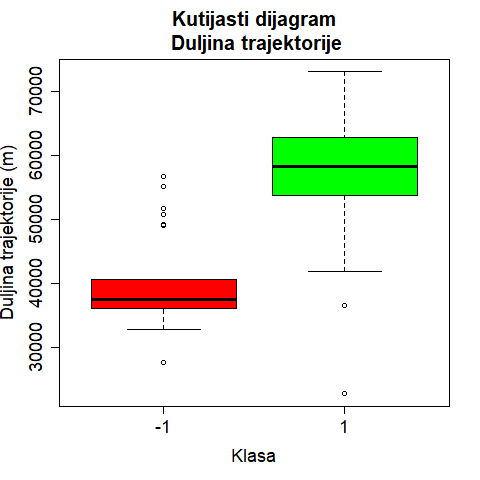 Kutijasti dijagram
Duljina trajektorije
Duljina trajektorije (m)
70000
60000
50000
40000
30000
-1
1
Klasa